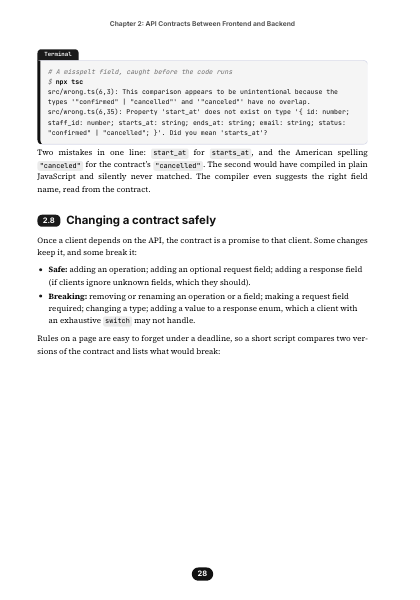 Chapter 2: API Contracts Between Frontend and Backend
Terminal
# A misspelt field, caught before the code runs
$ npx tsc
src/wrong.ts(6,3): This comparison appears to be unintentional because the
types '"confirmed" | "cancelled"' and '"canceled"' have no overlap.
src/wrong.ts(6,35): Property 'start_at' does not exist on type '{ id: number;
staff_id: number; starts_at: string; ends_at: string; email: string; status:
"confirmed" | "cancelled"; }'. Did you mean 'starts_at'?
Two mistakes in one line: start_at for starts_at, and the American spelling
"canceled" for the contract's "cancelled". The second would have compiled in plain
JavaScript and silently never matched. The compiler even suggests the right field
name, read from the contract.
2.8 Changing a contract safely
Once a client depends on the API, the contract is a promise to that client. Some changes
keep it, and some break it:
• Safe: adding an operation; adding an optional request field; adding a response field
(if clients ignore unknown fields, which they should).
• Breaking: removing or renaming an operation or a field; making a request field
required; changing a type; adding a value to a response enum, which a client with
an exhaustive switch may not handle.
Rules on a page are easy to forget under a deadline, so a short script compares two ver-
sions of the contract and lists what would break:
28